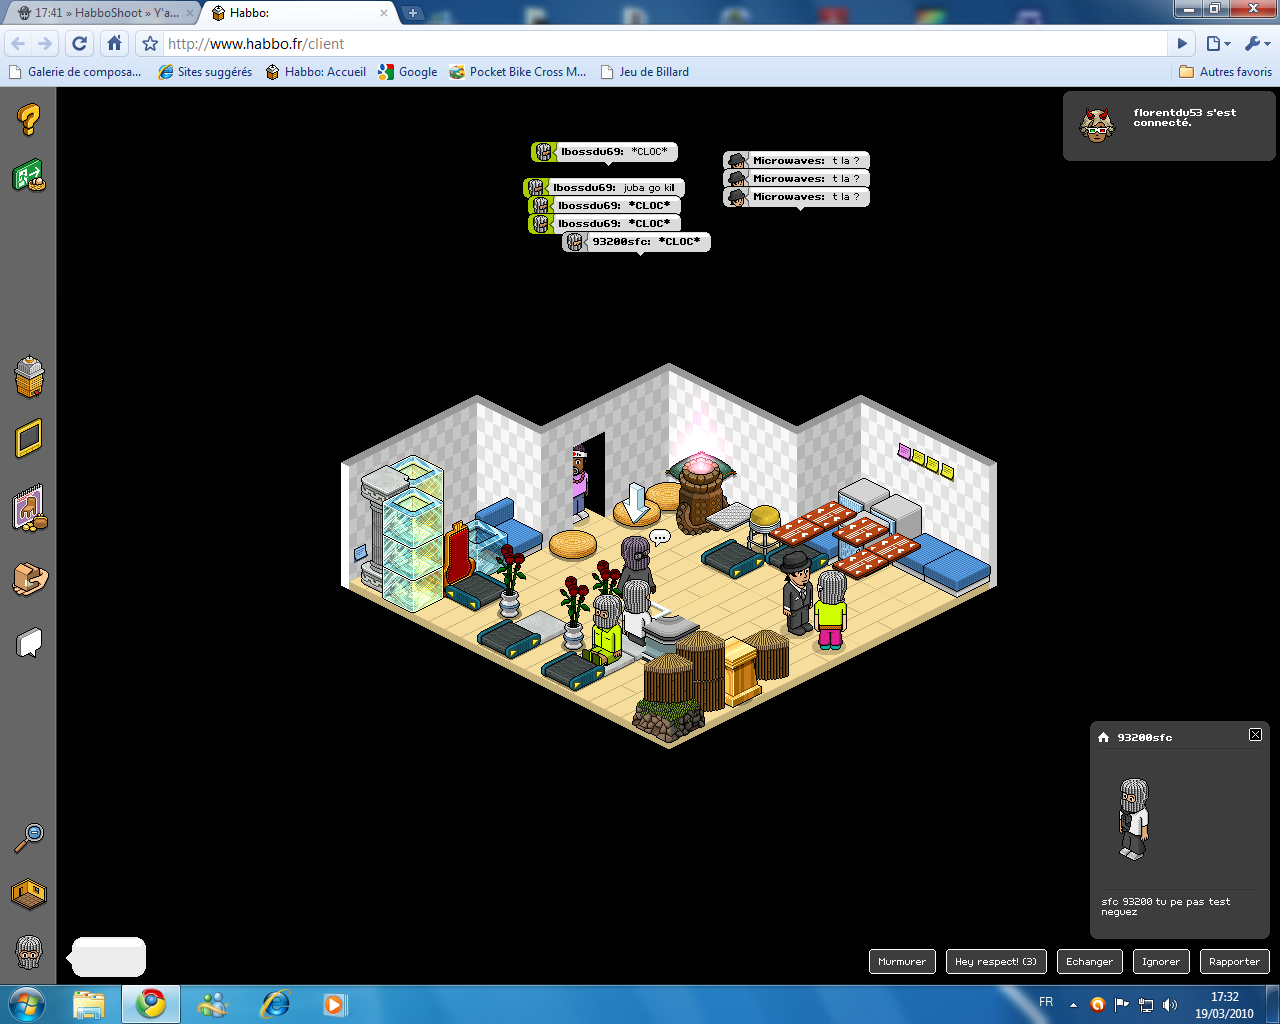 17:41 » HabboShoot » Y'a...
Habbo:
http://www.habbo.fr/client
Galerie de composa...
Sites suggérés
Habbo: Accueil
Google
Pocket Bike Cross M...
Jeu de Billard
Autres favoris
florentdu53 s'est
connecté.
lbossdu69: *CLOC*
Microwaves: t la ?
Microwaves: t la ?
lbossdu69: juba go kil
Microwaves: t la ?
lbossdu69: *CLOC*
lbossdu69: *CLOC*
93200sfc: *CLOC*
93200sfc
sfc 93200 tu pe pas test
neguez
Murmurer
Hey respect! (3)
Echanger
Ignorer
Rapporter
FR
17:32
19/03/2010